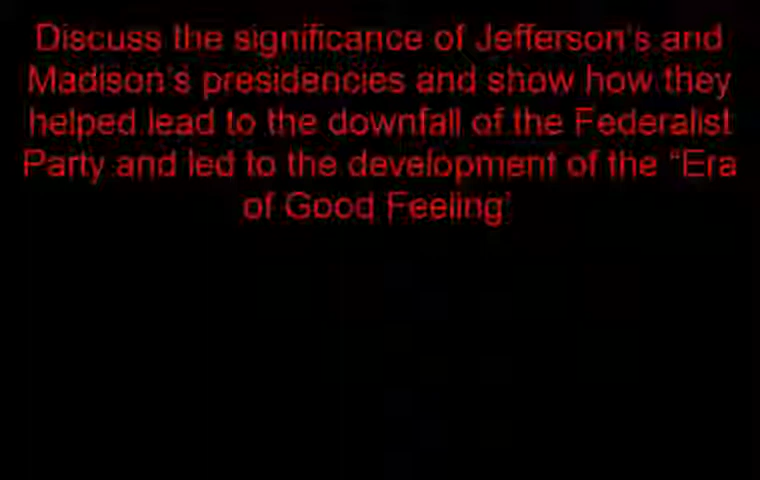 Discuss the significance of Jefferson's and
Madison's presidencies and show how they
helped lead to the downfall of the Federalist
Party and led to the development of the "Era
of Good Feeling"